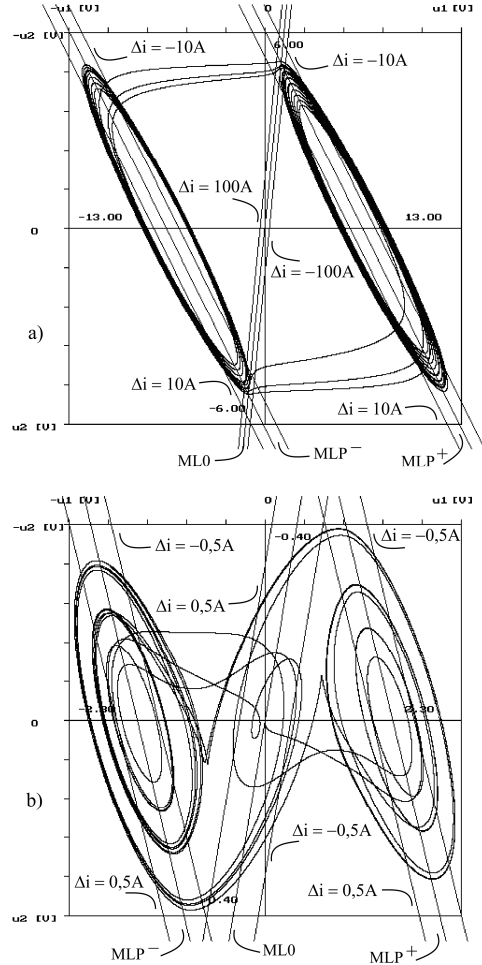 -u1 [V] 0 u1 [V]
-u2 [V] 6.00
Δi = −10A Δi = −10A
Δi = 100A
-13.00 13.00
0
Δi = −100A
a)
Δi = 10A Δi = 10A
-6.00
u2 [V]
ML0 MLP− MLP+
-u1 [V] 0 u1 [V]
-u2 [V] -0.40
Δi = −0,5A Δi = −0,5A
Δi = 0,5A
-2.30 2.30
0
b)
Δi = −0,5A
Δi = 0,5A Δi = 0,5A
0.40
u2 [V]
MLP− ML0 MLP+